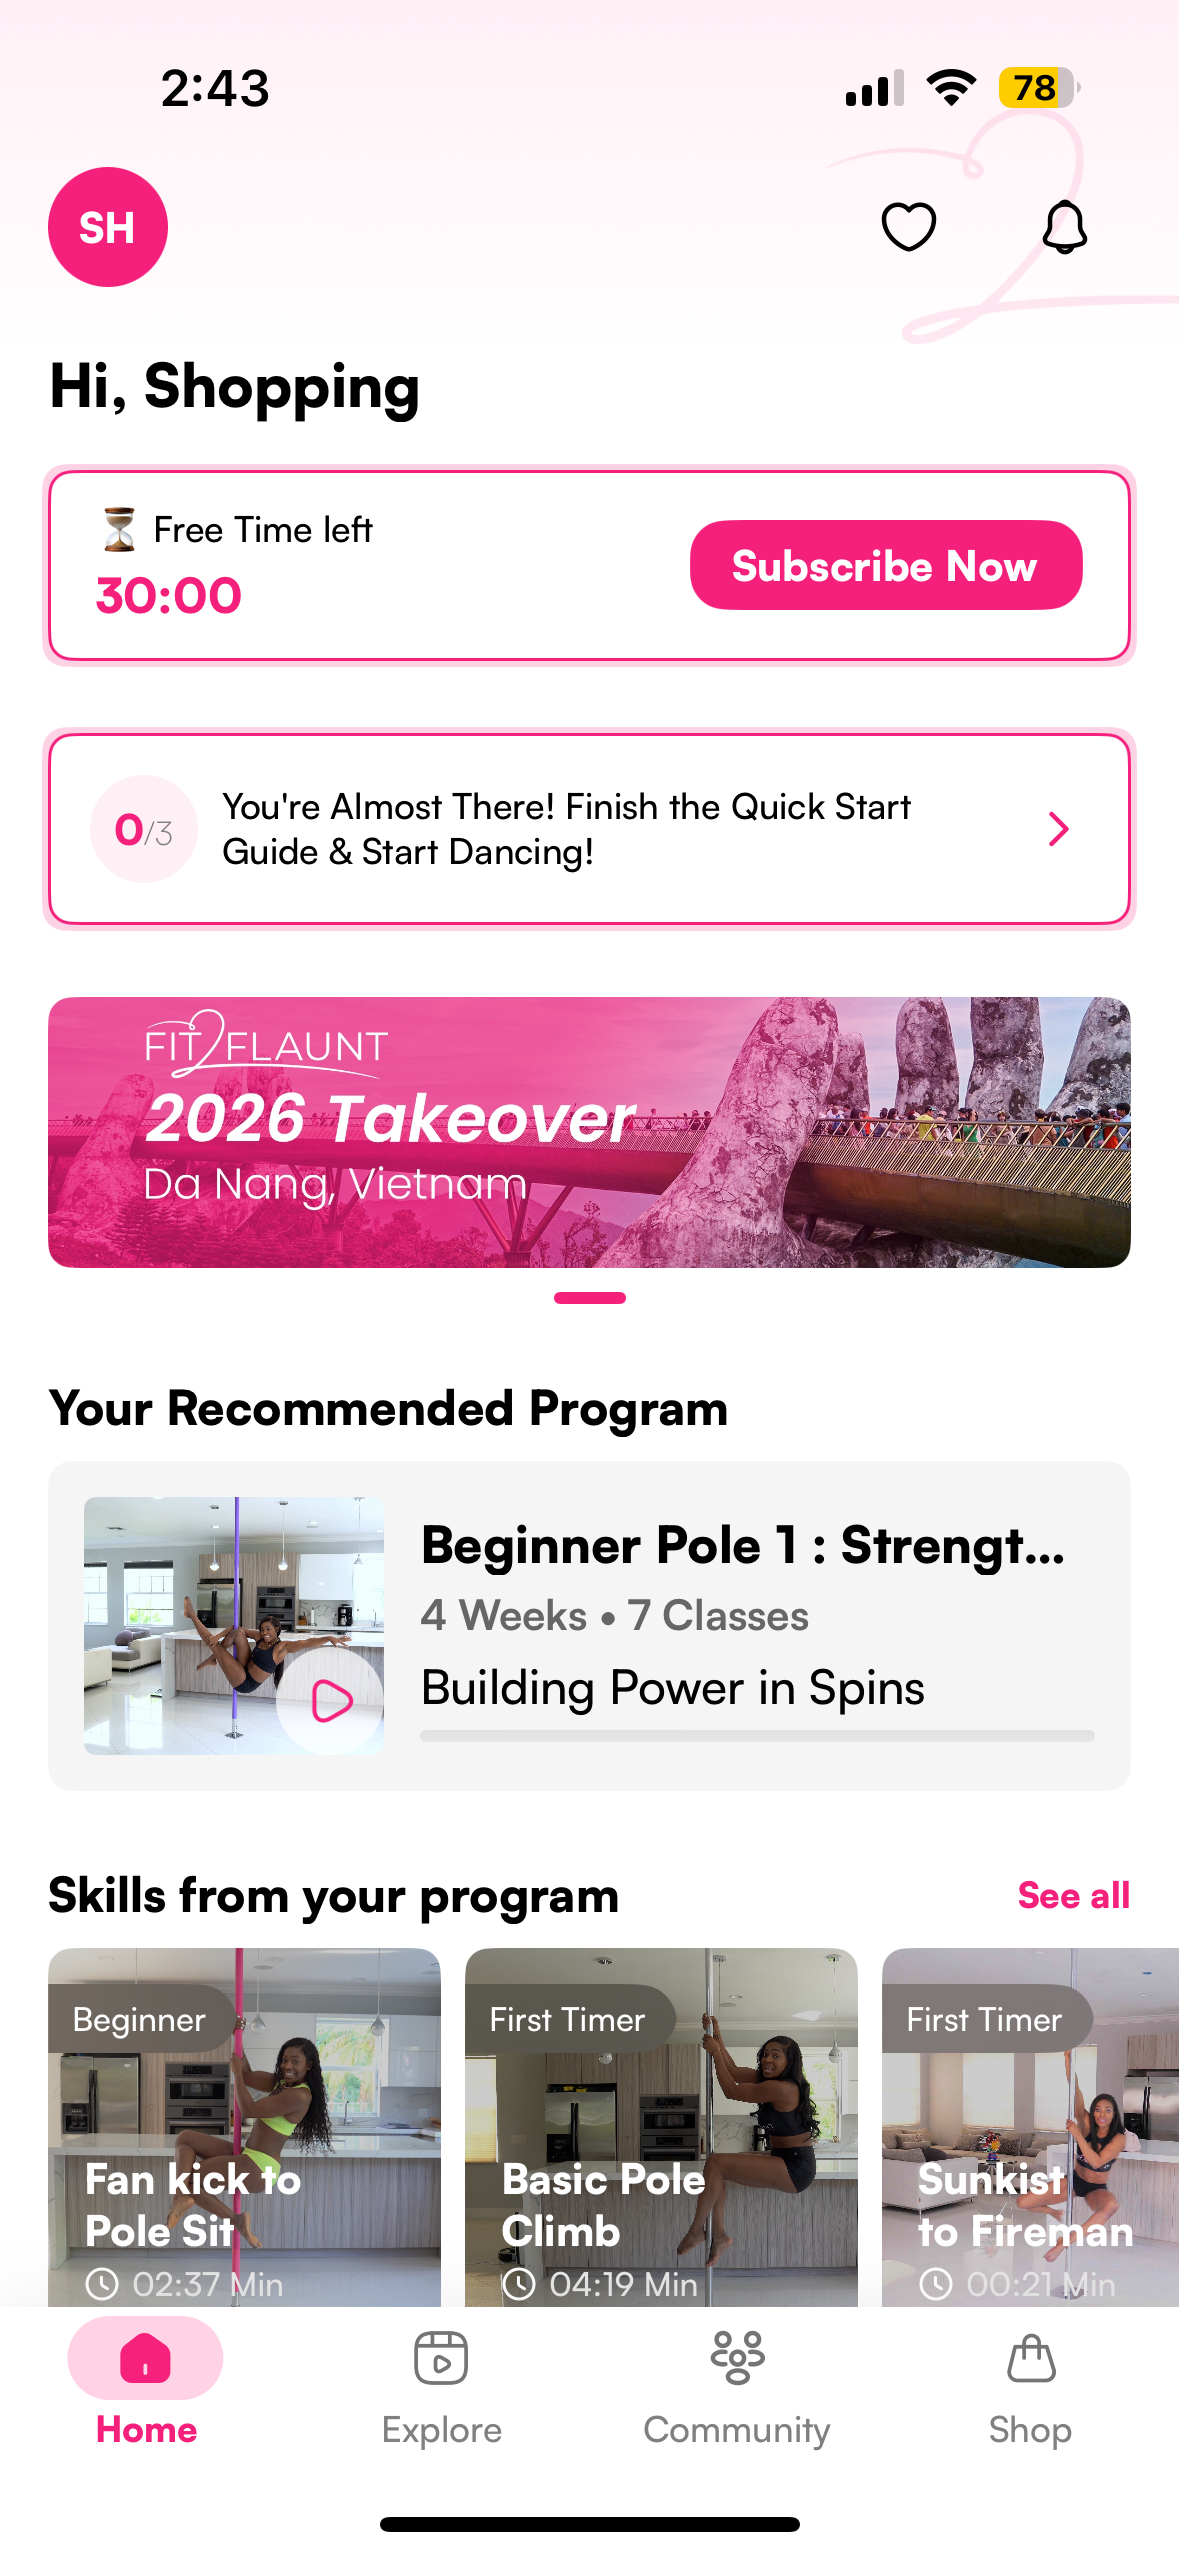 2:43
78
SH
Hi, Shopping
Free Time left
30:00
Subscribe Now
0/3
You're Almost There! Finish the Quick Start
Guide & Start Dancing!
FIT2FLAUNT
2026 Takeover
Da Nang, Vietnam
Your Recommended Program
Beginner Pole 1 : Strengt...
4 Weeks • 7 Classes
Building Power in Spins
Skills from your program
See all
Beginner
Fan kick to
Pole Sit
02:37 Min
First Timer
Basic Pole
Climb
04:19 Min
First Timer
Sunkist
to Fireman
00:21 Min
Home
Explore
Community
Shop